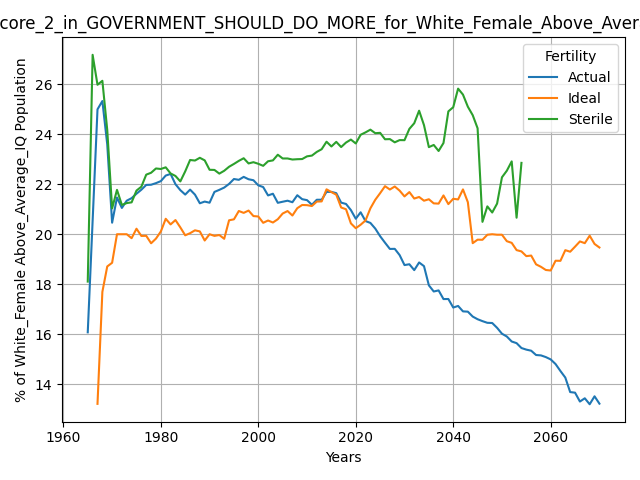 core_2_in_GOVERNMENT_SHOULD_DO_MORE_for_White_Female_Above_Aver
% of White_Female Above_Average_IQ Population
26
24
22
20
18
16
14
1960
1980
2000
2020
2040
2060
Years
Fertility
Actual
Ideal
Sterile